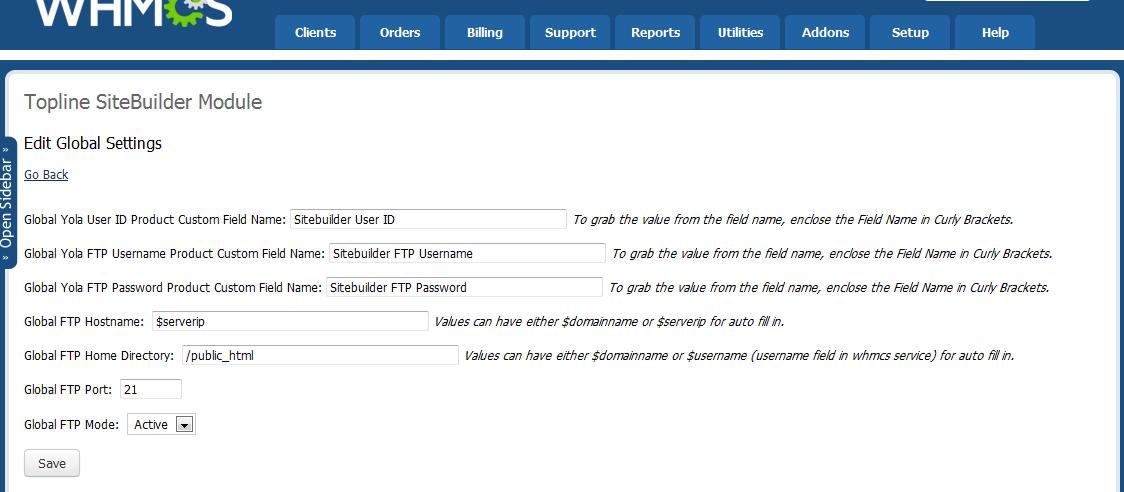 WHMCS
Clients Orders Billing Support Reports Utilities Addons Setup Help
Topline SiteBuilder Module
Edit Global Settings
Go Back
» Open Sidebar »
Global Yola User ID Product Custom Field Name: Sitebuilder User ID To grab the value from the field name, enclose the Field Name in Curly Brackets.
Global Yola FTP Username Product Custom Field Name: Sitebuilder FTP Username To grab the value from the field name, enclose the Field Name in Curly Brackets.
Global Yola FTP Password Product Custom Field Name: Sitebuilder FTP Password To grab the value from the field name, enclose the Field Name in Curly Brackets.
Global FTP Hostname: $serverip Values can have either $domainname or $serverip for auto fill in.
Global FTP Home Directory: /public_html Values can have either $domainname or $username (username field in whmcs service) for auto fill in.
Global FTP Port: 21
Global FTP Mode: Active
Save